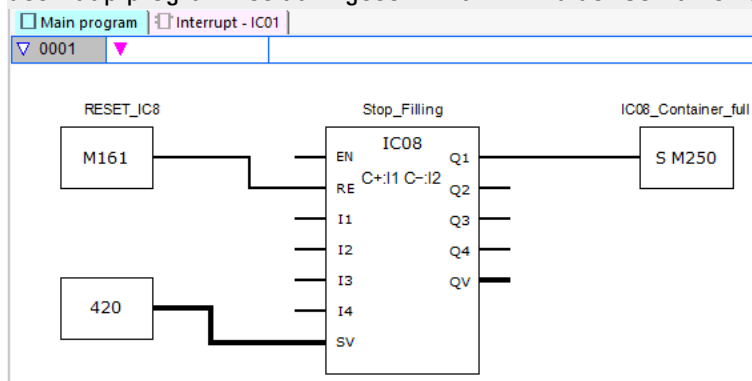 Main program Interrupt - IC01
0001
RESET_IC8 Stop_Filling IC08_Container_full
M161
IC08
C+:I1 C-:I2
EN Q1
S M250
RE Q2
I1 Q3
I2 Q4
I3 QV
420
I4
SV